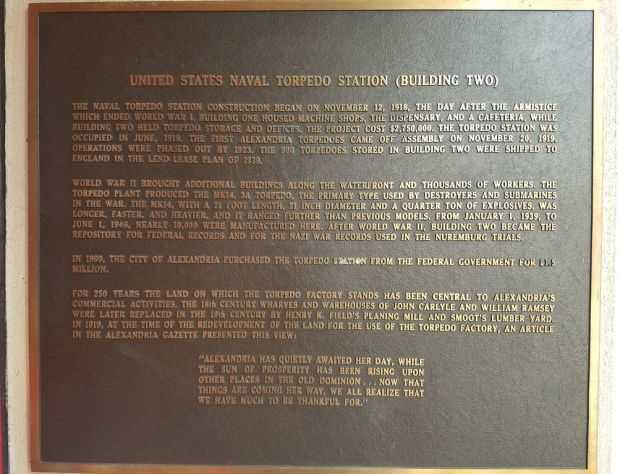 UNITED STATES NAVAL TORPEDO STATION (BUILDING TWO)
THE NAVAL TORPEDO STATION CONSTRUCTION BEGAN ON NOVEMBER 12, 1918, THE DAY AFTER THE ARMISTICE
WHICH ENDED WORLD WAR I. BUILDING ONE HOUSED MACHINE SHOPS, THE DISPENSARY, AND A CAFETERIA, WHILE
BUILDING TWO HELD TORPEDO STORAGE AND OFFICES. THE PROJECT COST $2,750,000. THE TORPEDO STATION WAS
OCCUPIED IN JUNE, 1919. THE FIRST ALEXANDRIA TORPEDOES CAME OFF ASSEMBLY ON NOVEMBER 20, 1919.
OPERATIONS WERE PHASED OUT BY 1923. THE TORPEDOES STORED IN BUILDING TWO WERE SHIPPED TO
ENGLAND IN THE LEND-LEASE PLAN OF
WORLD WAR II BROUGHT ADDITIONAL BUILDINGS ALONG THE WATERFRONT AND THOUSANDS OF WORKERS. THE
TORPEDO PLANT PRODUCED THE MK14, 3A TORPEDO, THE PRIMARY TYPE USED BY DESTROYERS AND SUBMARINES
IN THE WAR. THE MK14, WITH A 21 FOOT LENGTH, 21 INCH DIAMETER AND A QUARTER TON OF EXPLOSIVES, WAS
LONGER, FASTER, AND HEAVIER, AND IT RANGED FURTHER THAN PREVIOUS MODELS. FROM JANUARY 1, 1939, TO
JUNE 1, 1946, NEARLY 10,000 WERE MANUFACTURED HERE. AFTER WORLD WAR II, BUILDING TWO BECAME THE
REPOSITORY FOR FEDERAL RECORDS AND FOR THE NAZI WAR RECORDS USED IN THE NUREMBURG TRIALS.
IN THE CITY OF ALEXANDRIA PURCHASED THE TORPEDO STATION FROM THE FEDERAL GOVERNMENT FOR
MILLION.
FOR 250 YEARS THE LAND ON WHICH THE TORPEDO FACTORY STANDS HAS BEEN CENTRAL TO ALEXANDRIA'S
COMMERCIAL ACTIVITIES. THE 18th CENTURY WHARVES AND WAREHOUSES OF JOHN CARLYLE AND WILLIAM RAMSEY
WERE LATER REPLACED IN THE 19th CENTURY BY HENRY K. FIELD'S PLANING MILL AND SMOOT'S LUMBER YARD.
IN 1919, AT THE TIME OF THE REDEVELOPMENT OF THE LAND FOR THE USE OF THE TORPEDO FACTORY, AN ARTICLE
IN THE ALEXANDRIA GAZETTE PRESENTED THIS VIEW:
"ALEXANDRIA HAS QUIETLY AWAITED HER DAY, WHILE
THE SUN OF PROSPERITY HAS BEEN RISING UPON
OTHER PLACES IN THE OLD DOMINION . . . NOW THAT
THINGS ARE COMING HER WAY, WE ALL REALIZE THAT
WE HAVE MUCH TO BE THANKFUL FOR."